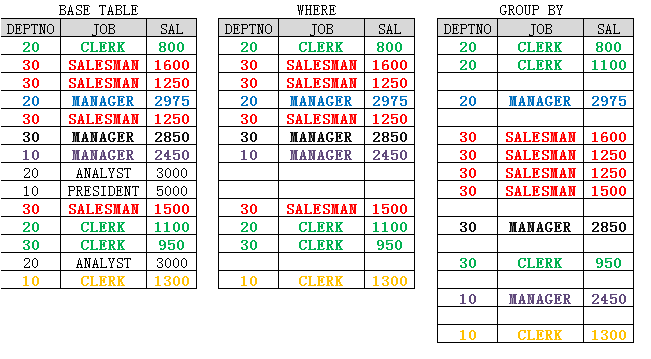 BASE TABLE WHERE GROUP BY
DEPTNO JOB SAL DEPTNO JOB SAL DEPTNO JOB SAL
20 CLERK 800 20 CLERK 800 20 CLERK 800
30 SALESMAN 1600 30 SALESMAN 1600 20 CLERK 1100
30 SALESMAN 1250 30 SALESMAN 1250
20 MANAGER 2975 20 MANAGER 2975 20 MANAGER 2975
30 SALESMAN 1250 30 SALESMAN 1250
30 MANAGER 2850 30 MANAGER 2850 30 SALESMAN 1600
10 MANAGER 2450 10 MANAGER 2450 30 SALESMAN 1250
20 ANALYST 3000 30 SALESMAN 1250
10 PRESIDENT 5000 30 SALESMAN 1500
30 SALESMAN 1500 30 SALESMAN 1500
20 CLERK 1100 20 CLERK 1100 30 MANAGER 2850
30 CLERK 950 30 CLERK 950
20 ANALYST 3000 30 CLERK 950
10 CLERK 1300 10 CLERK 1300
10 MANAGER 2450
10 CLERK 1300